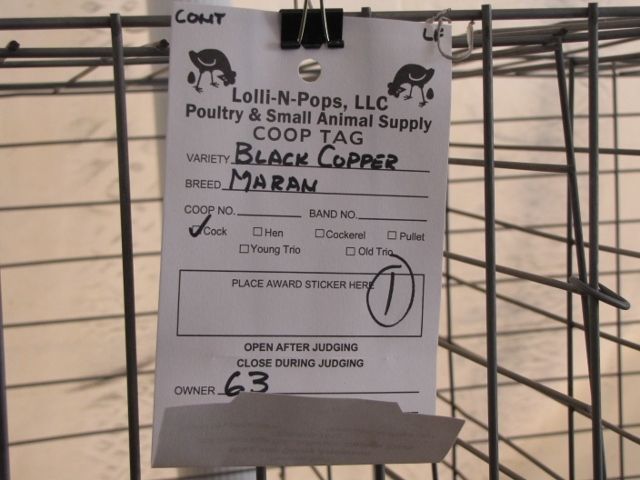 CONT LF
Lolli-N-Pops, LLC
Poultry & Small Animal Supply
COOP TAG
VARIETY BLACK COPPER
BREED MARAN
COOP NO. BAND NO.
Cock Hen Cockerel Pullet
Young Trio Old Trio
PLACE AWARD STICKER HERE
1
OPEN AFTER JUDGING
CLOSE DURING JUDGING
OWNER 63